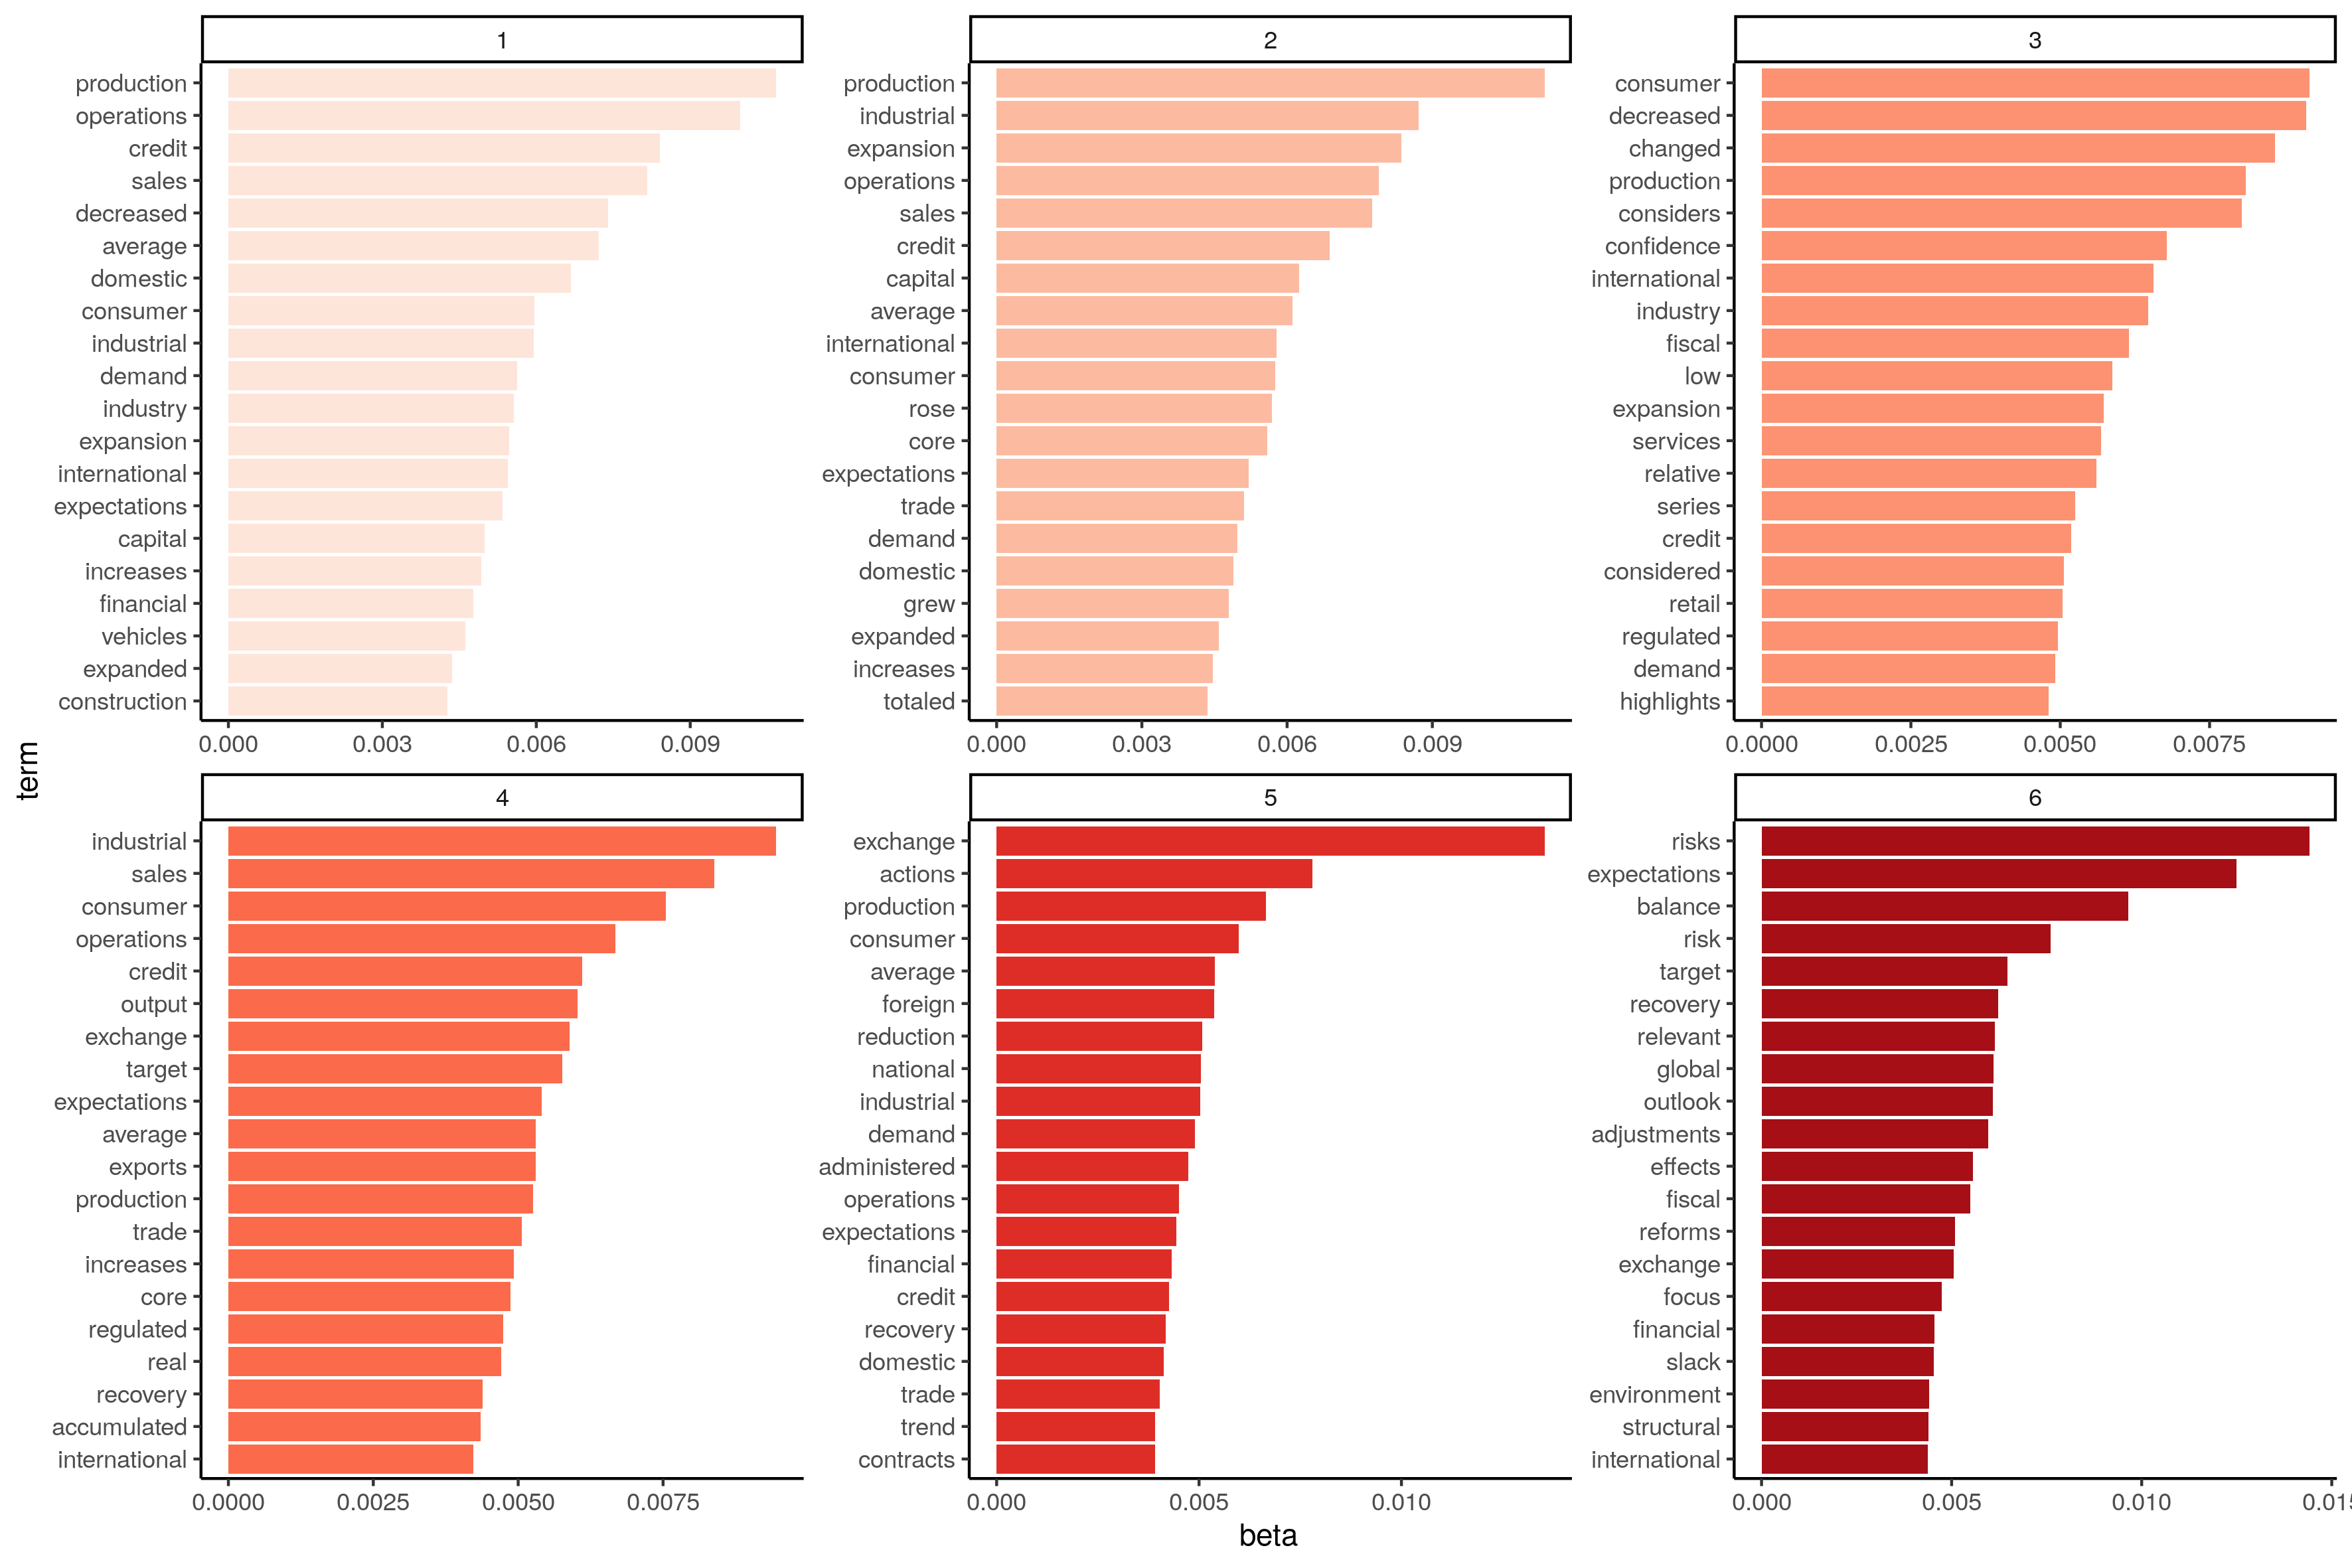 1
production
operations
credit
sales
decreased
average
domestic
consumer
industrial
demand
industry
expansion
international
expectations
capital
increases
financial
vehicles
expanded
construction
0.000 0.003 0.006 0.009
2
production
industrial
expansion
operations
sales
credit
capital
average
international
consumer
rose
core
expectations
trade
demand
domestic
grew
expanded
increases
totaled
0.000 0.003 0.006 0.009
3
consumer
decreased
changed
production
considers
confidence
international
industry
fiscal
low
expansion
services
relative
series
credit
considered
retail
regulated
demand
highlights
0.0000 0.0025 0.0050 0.0075
term
4
industrial
sales
consumer
operations
credit
output
exchange
target
expectations
average
exports
production
trade
increases
core
regulated
real
recovery
accumulated
international
0.0000 0.0025 0.0050 0.0075
5
exchange
actions
production
consumer
average
foreign
reduction
national
industrial
demand
administered
operations
expectations
financial
credit
recovery
domestic
trade
trend
contracts
0.000 0.005 0.010
6
risks
expectations
balance
risk
target
recovery
relevant
global
outlook
adjustments
effects
fiscal
reforms
exchange
focus
financial
slack
environment
structural
international
0.000 0.005 0.010 0.015
beta